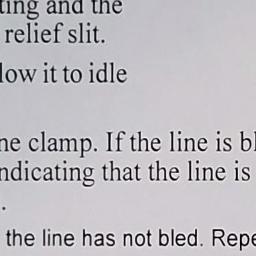 ting and the
relief slit.
low it to idle
ne clamp. If the line is bl
ndicating that the line is
.
the line has not bled. Repe